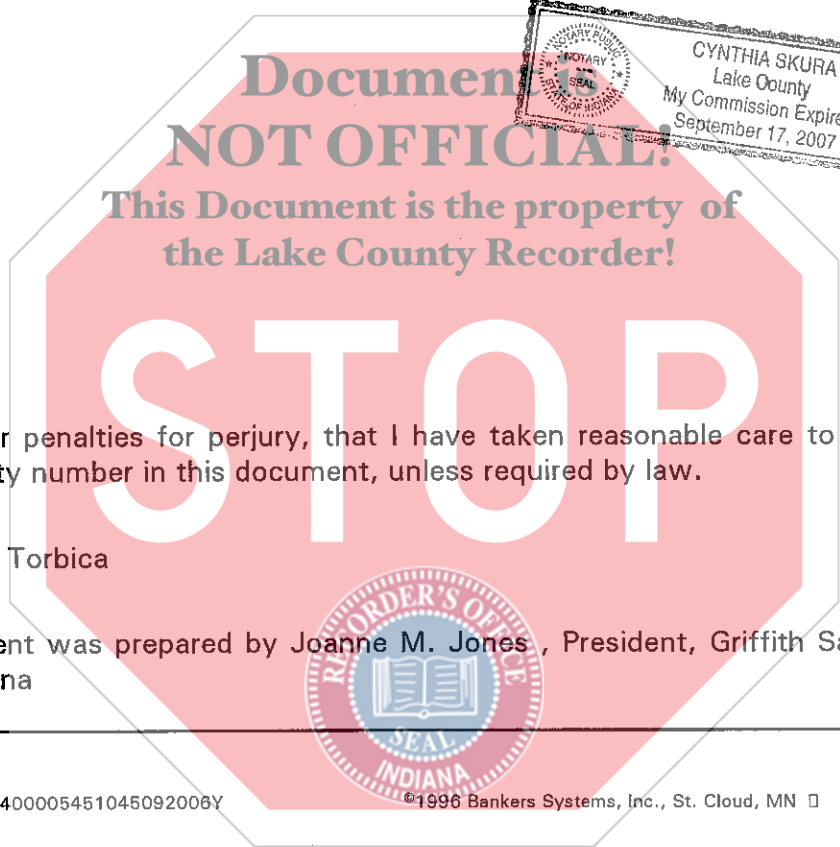 Document is
NOT OFFICIAL!
This Document is the property of
the Lake County Recorder!
NOTARY PUBLIC
NOTARY
SEAL
STATE OF INDIANA
CYNTHIA SKURA
Lake County
My Commission Expire
September 17, 2007
STOP
r penalties for perjury, that I have taken reasonable care to
ty number in this document, unless required by law.
Torbica
ent was prepared by Joanne M. Jones , President, Griffith Sa
na
RECORDER'S OFFICE
SEAL
INDIANA
400005451045092006Y
©1996 Bankers Systems, Inc., St. Cloud, MN